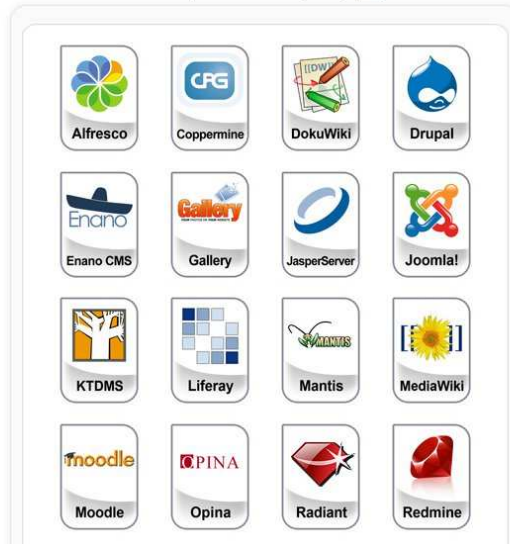 CPG
[[DW]]
Alfresco
Coppermine
DokuWiki
Drupal
Enano
Gallery
Enano CMS
Gallery
JasperServer
Joomla!
MANTIS
[[ ]]
KTDMS
Liferay
Mantis
MediaWiki
moodle
OPINA
Moodle
Opina
Radiant
Redmine